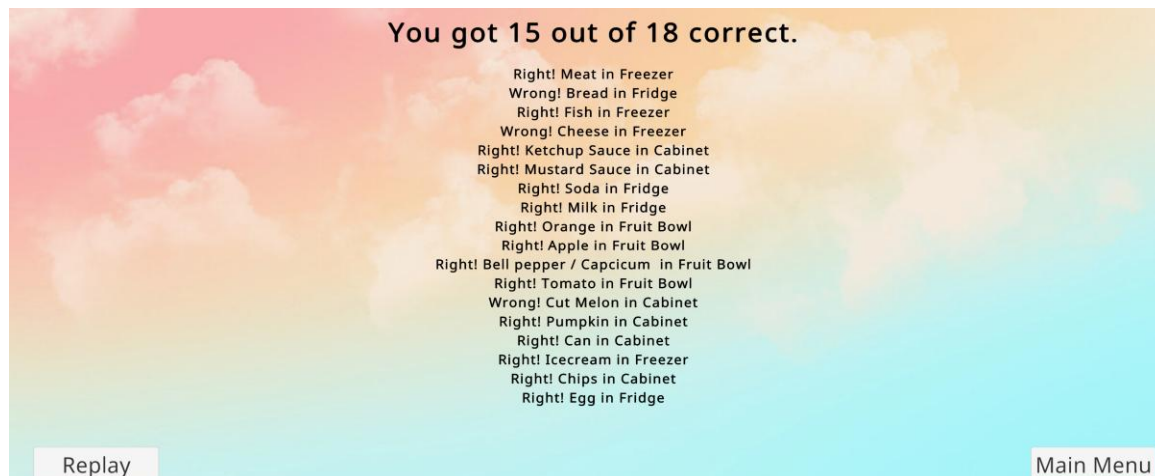 You got 15 out of 18 correct.
Right! Meat in Freezer
Wrong! Bread in Fridge
Right! Fish in Freezer
Wrong! Cheese in Freezer
Right! Ketchup Sauce in Cabinet
Right! Mustard Sauce in Cabinet
Right! Soda in Fridge
Right! Milk in Fridge
Right! Orange in Fruit Bowl
Right! Apple in Fruit Bowl
Right! Bell pepper / Capcicum  in Fruit Bowl
Right! Tomato in Fruit Bowl
Wrong! Cut Melon in Cabinet
Right! Pumpkin in Cabinet
Right! Can in Cabinet
Right! Icecream in Freezer
Right! Chips in Cabinet
Right! Egg in Fridge
Replay
Main Menu